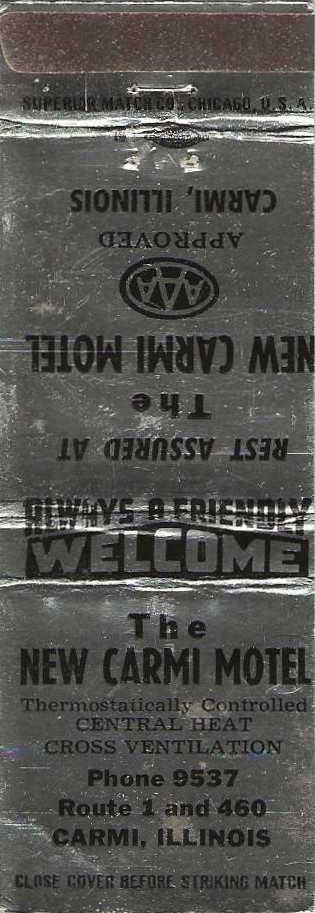 SUPERIOR MATCH CO., CHICAGO, U.S.A.
REST ASSURED AT
The
NEW CARMI MOTEL
AAA
APPROVED
CARMI, ILLINOIS
ALWAYS A FRIENDLY
WELCOME
The
NEW CARMI MOTEL
Thermostatically Controlled
CENTRAL HEAT
CROSS VENTILATION
Phone 9537
Route 1 and 460
CARMI, ILLINOIS
CLOSE COVER BEFORE STRIKING MATCH